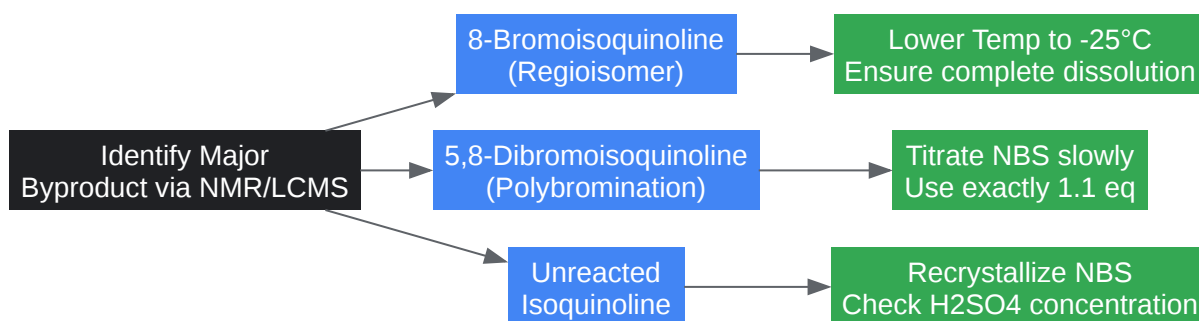 Identify Major
Byproduct via NMR/LCMS
8-Bromoisoquinoline
(Regioisomer)
Lower Temp to -25°C
Ensure complete dissolution
5,8-Dibromoisoquinoline
(Polybromination)
Titrate NBS slowly
Use exactly 1.1 eq
Unreacted
Isoquinoline
Recrystallize NBS
Check H2SO4 concentration